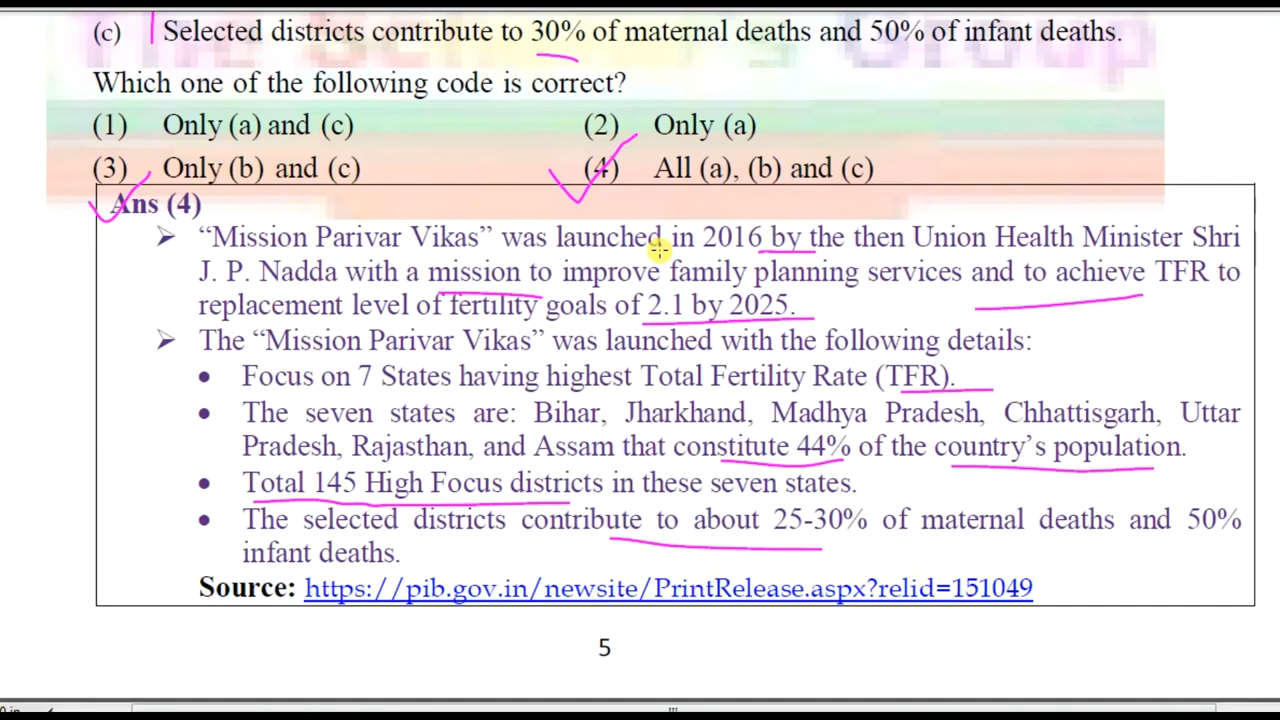 (c) Selected districts contribute to 30% of maternal deaths and 50% of infant deaths.
Which one of the following code is correct?
(1) Only (a) and (c) (2) Only (a)
(3) Only (b) and (c) (4) All (a), (b) and (c)
Ans (4)
➢ “Mission Parivar Vikas” was launched in 2016 by the then Union Health Minister Shri
J. P. Nadda with a mission to improve family planning services and to achieve TFR to
replacement level of fertility goals of 2.1 by 2025.
➢ The “Mission Parivar Vikas” was launched with the following details:
• Focus on 7 States having highest Total Fertility Rate (TFR).
• The seven states are: Bihar, Jharkhand, Madhya Pradesh, Chhattisgarh, Uttar
Pradesh, Rajasthan, and Assam that constitute 44% of the country’s population.
• Total 145 High Focus districts in these seven states.
• The selected districts contribute to about 25-30% of maternal deaths and 50%
infant deaths.
Source: https://pib.gov.in/newsite/PrintRelease.aspx?relid=151049
5